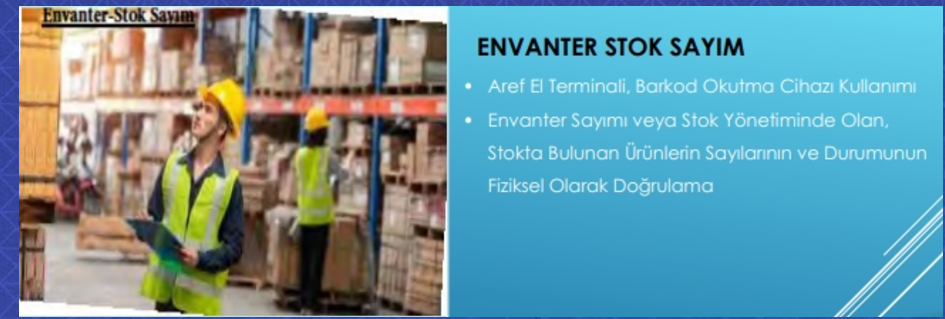 Envanter-Stok Sayım
ENVANTER STOK SAYIM
• Aref El Terminali, Barkod Okutma Cihazı Kullanımı
• Envanter Sayımı veya Stok Yönetiminde Olan,
Stokta Bulunan Ürünlerin Sayılarının ve Durumunun
Fiziksel Olarak Doğrulama